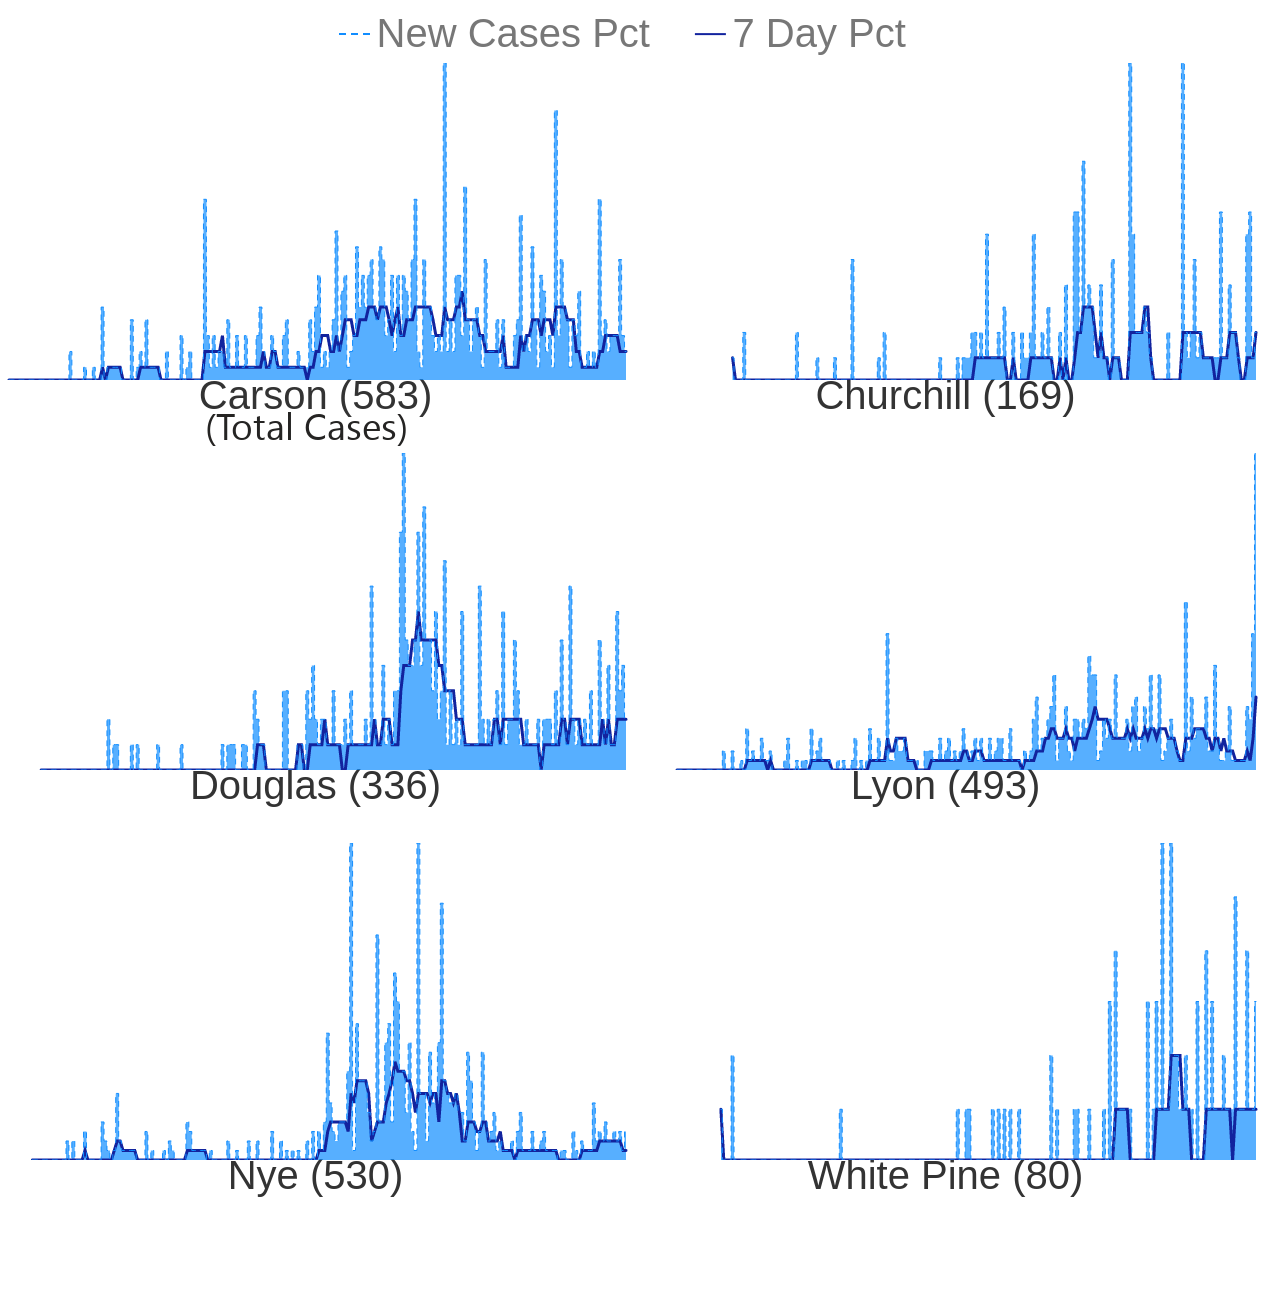 New Cases Pct 7 Day Pct
Carson (583) Churchill (169)
(Total Cases)
Douglas (336) Lyon (493)
Nye (530) White Pine (80)